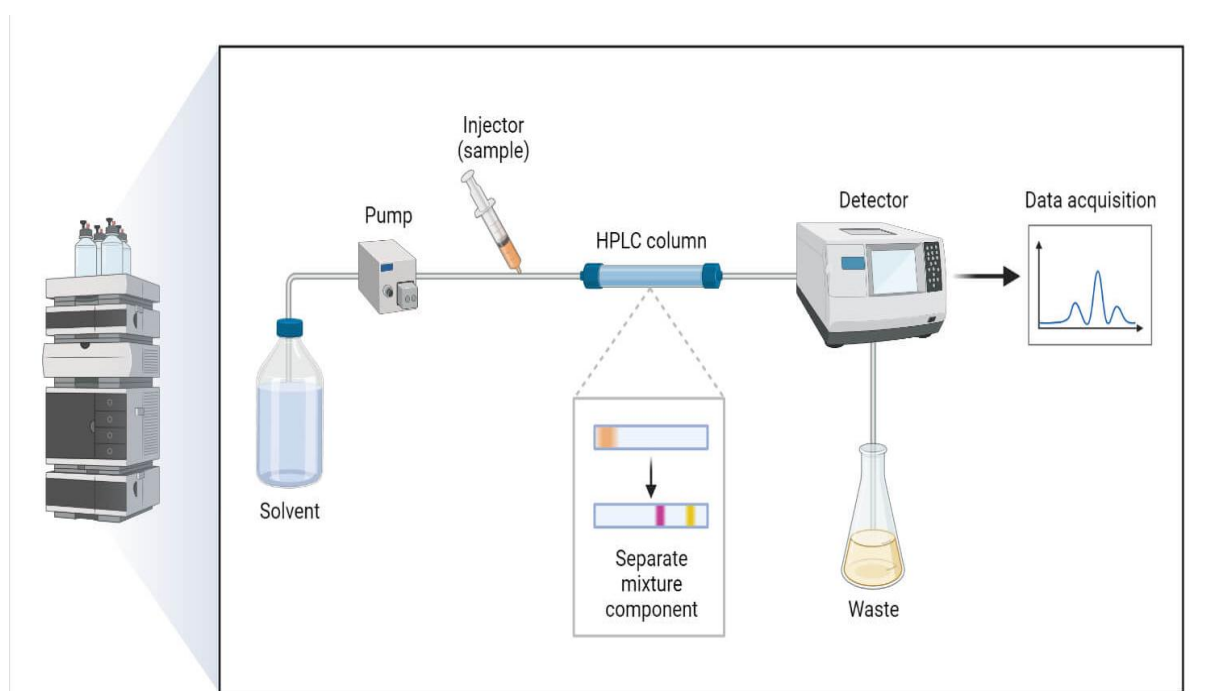 Injector
(sample)
Pump
HPLC column
Detector
Data acquisition
Solvent
Separate
mixture
component
Waste